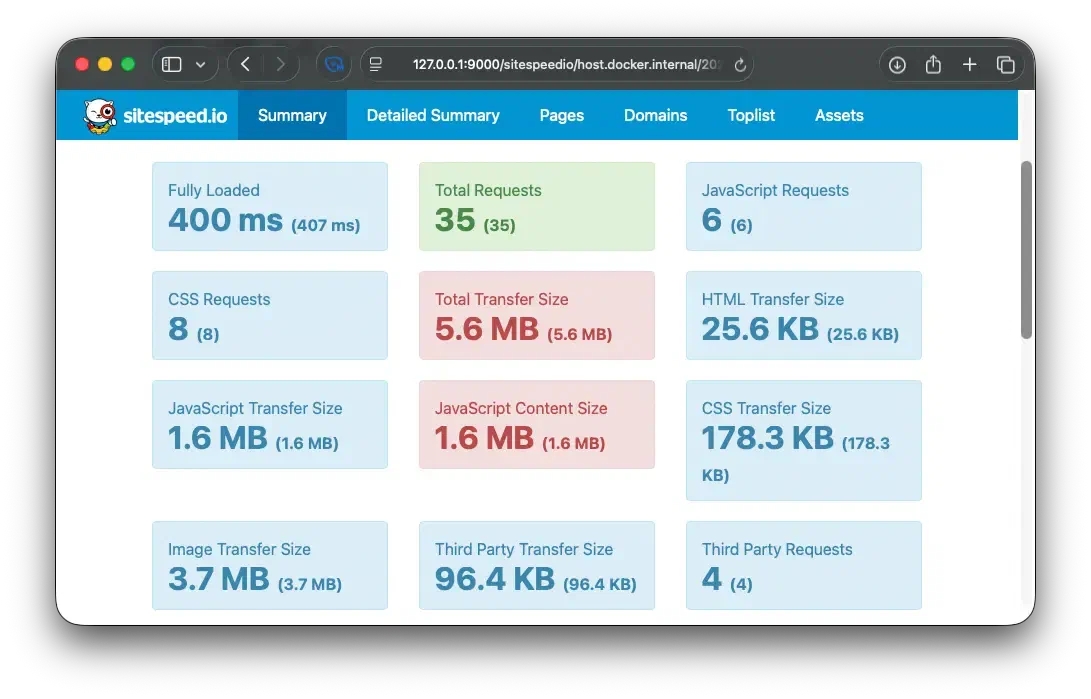 127.0.0.1:9000/sitespeedio/host.docker.internal/20
sitespeed.io
Summary
Detailed Summary
Pages
Domains
Toplist
Assets
Fully Loaded
400 ms (407 ms)
Total Requests
35 (35)
JavaScript Requests
6 (6)
CSS Requests
8 (8)
Total Transfer Size
5.6 MB (5.6 MB)
HTML Transfer Size
25.6 KB (25.6 KB)
JavaScript Transfer Size
1.6 MB (1.6 MB)
JavaScript Content Size
1.6 MB (1.6 MB)
CSS Transfer Size
178.3 KB (178.3
KB)
Image Transfer Size
3.7 MB (3.7 MB)
Third Party Transfer Size
96.4 KB (96.4 KB)
Third Party Requests
4 (4)